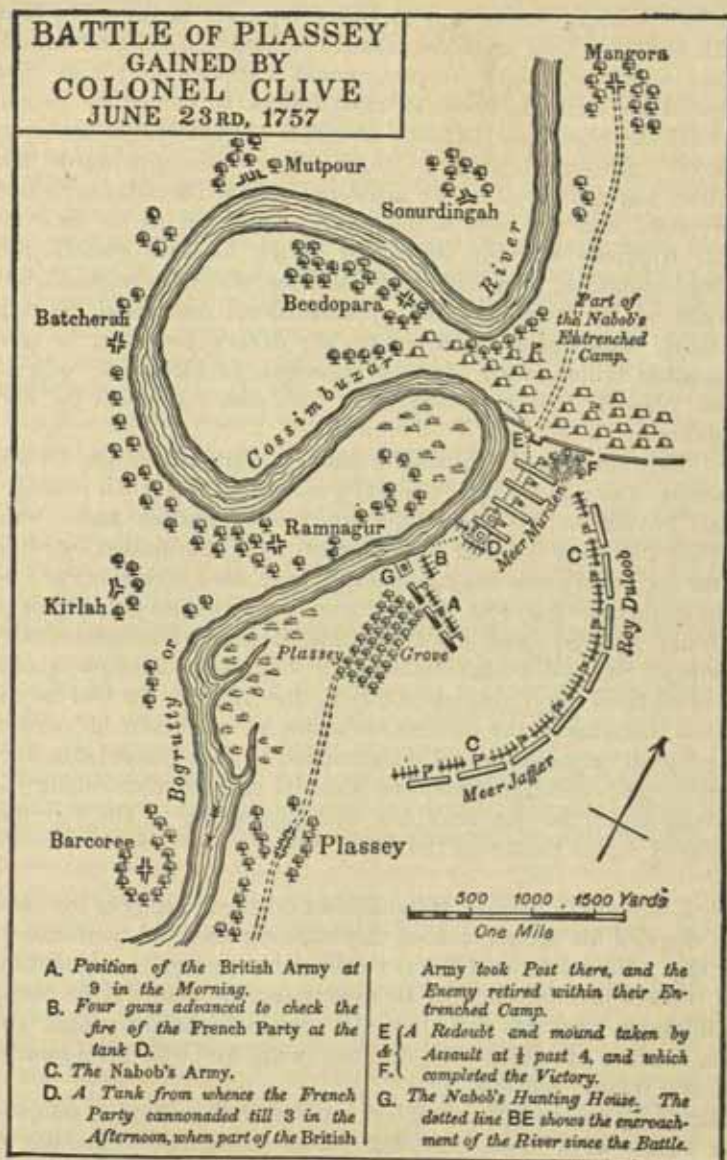 BATTLE OF PLASSEY
GAINED BY
COLONEL CLIVE
JUNE 23RD, 1757
Mangora
Mutpour
Sonurdingah
River
Beedopara
Batcherah
Part of
the Nabob's
Entrenched
Camp.
Cossimbuzar
E
F
Ramnagur
D
Meer Murden
G
B
C
Roy Duloob
A
Kirlah
or
Plassey Grove
Bogrutty
C
Meer Jaffar
Barcoree
Plassey
500 1000 1500 Yards
One Mile
A. Position of the British Army at
9 in the Morning.
B. Four guns advanced to check the
fire of the French Party at the
tank D.
C. The Nabob's Army.
D. A Tank from whence the French
Party cannonaded till 3 in the
Afternoon, when part of the British
Army took Post there, and the
Enemy retired within their En-
trenched Camp.
E & F. A Redoubt and mound taken by
Assault at ½ past 4, and which
completed the Victory.
G. The Nabob's Hunting House. The
dotted line BE shows the encroach-
ment of the River since the Battle.